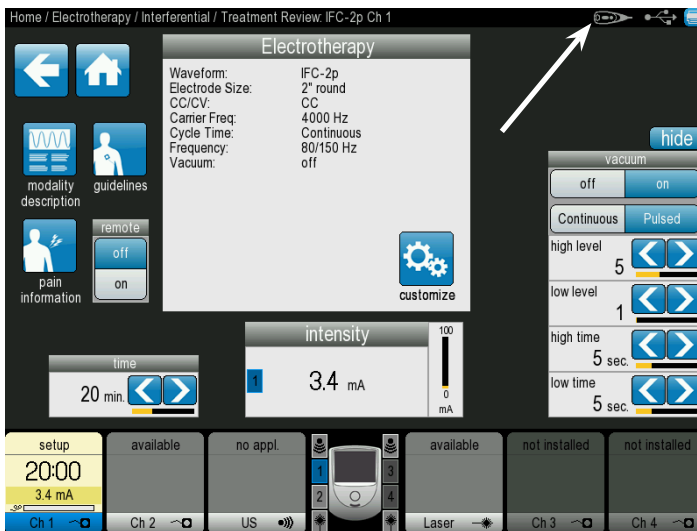 Home / Electrotherapy / Interferential / Treatment Review: IFC-2p Ch 1
Electrotherapy
Waveform: IFC-2p
Electrode Size: 2" round
CC/CV: CC
Carrier Freq: 4000 Hz
Cycle Time: Continuous
Frequency: 80/150 Hz
Vacuum: off
customize
modality
description
guidelines
pain
information
remote
off
on
hide
vacuum
off on
Continuous Pulsed
high level
5
low level
1
high time
5 sec.
low time
5 sec.
time
20 min.
intensity
1 3.4 mA
100
0
mA
setup
20:00
3.4 mA
Ch 1
available
Ch 2
no appl.
US
1
2
3
4
available
Laser
not installed
Ch 3
not installed
Ch 4